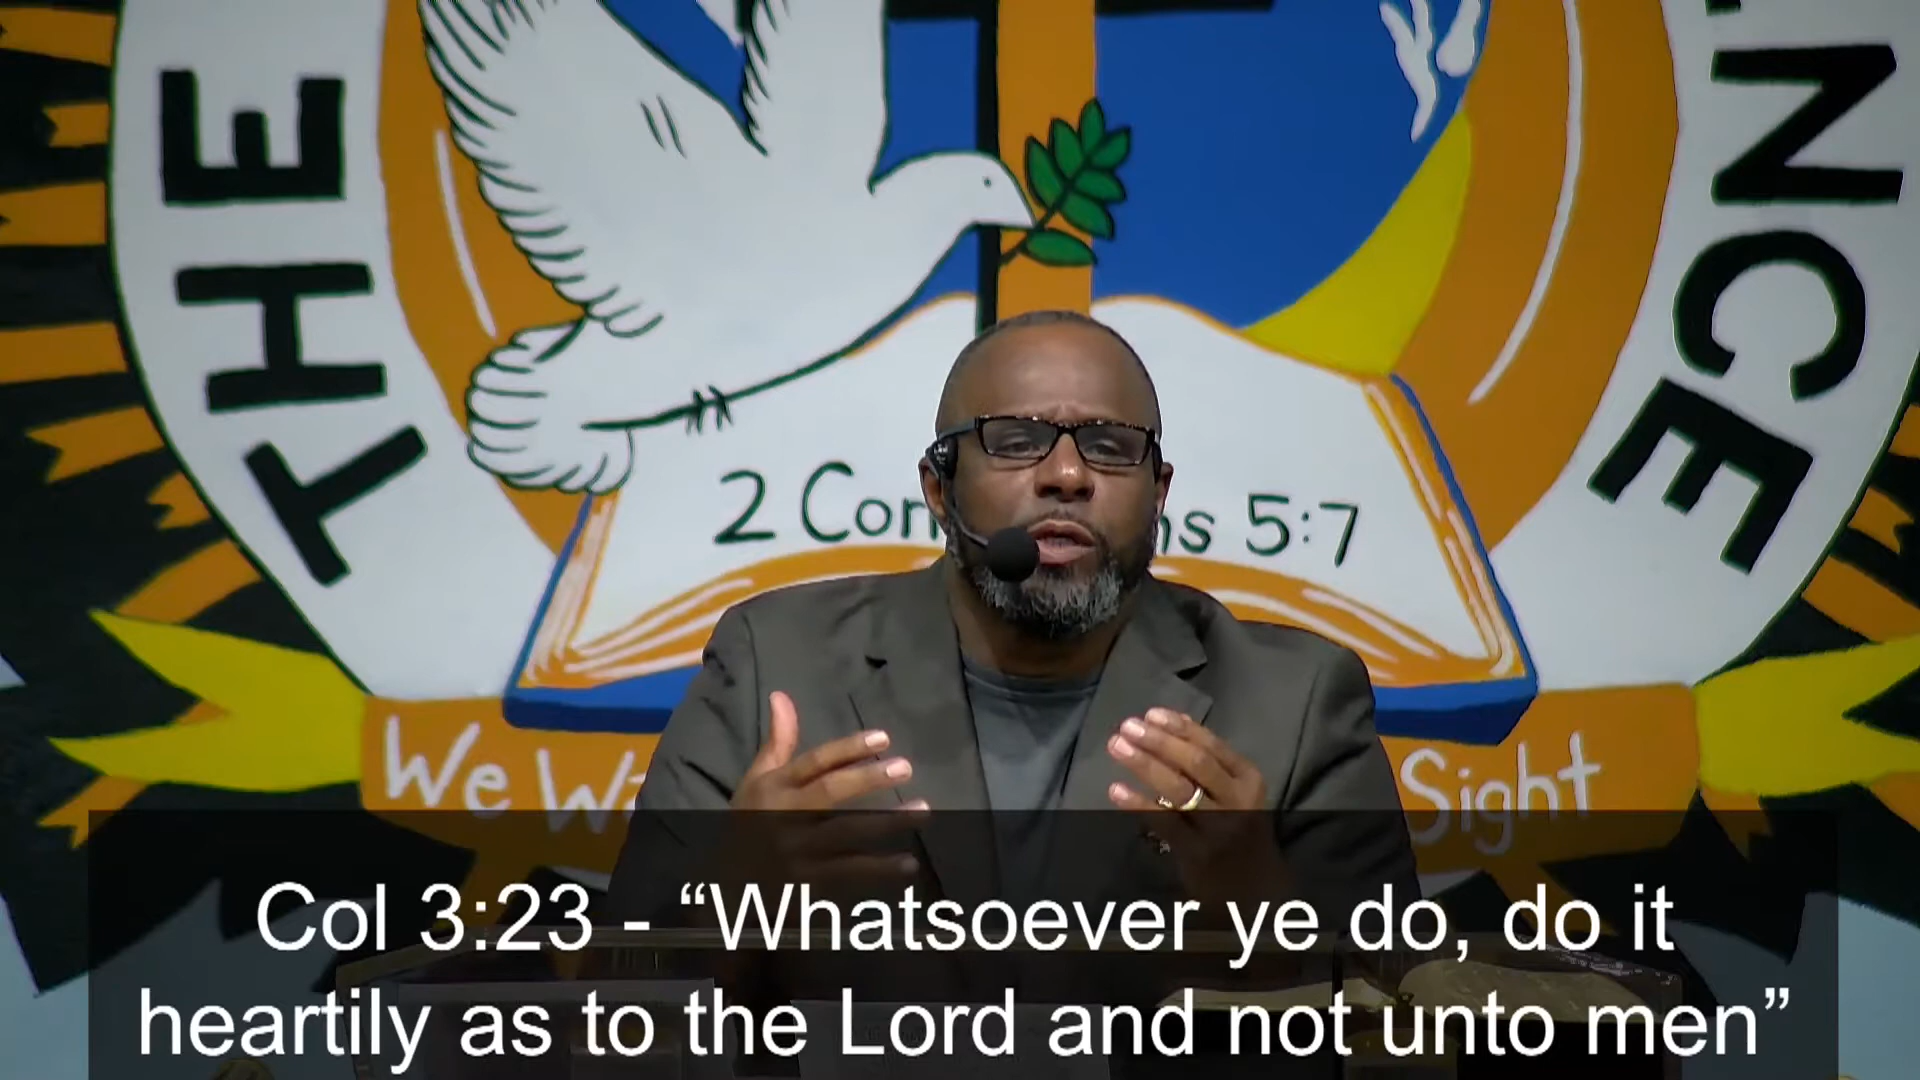 THE
NCE
2 Cor ns 5:7
We Wa Sight
Col 3:23 - “Whatsoever ye do, do it
heartily as to the Lord and not unto men”